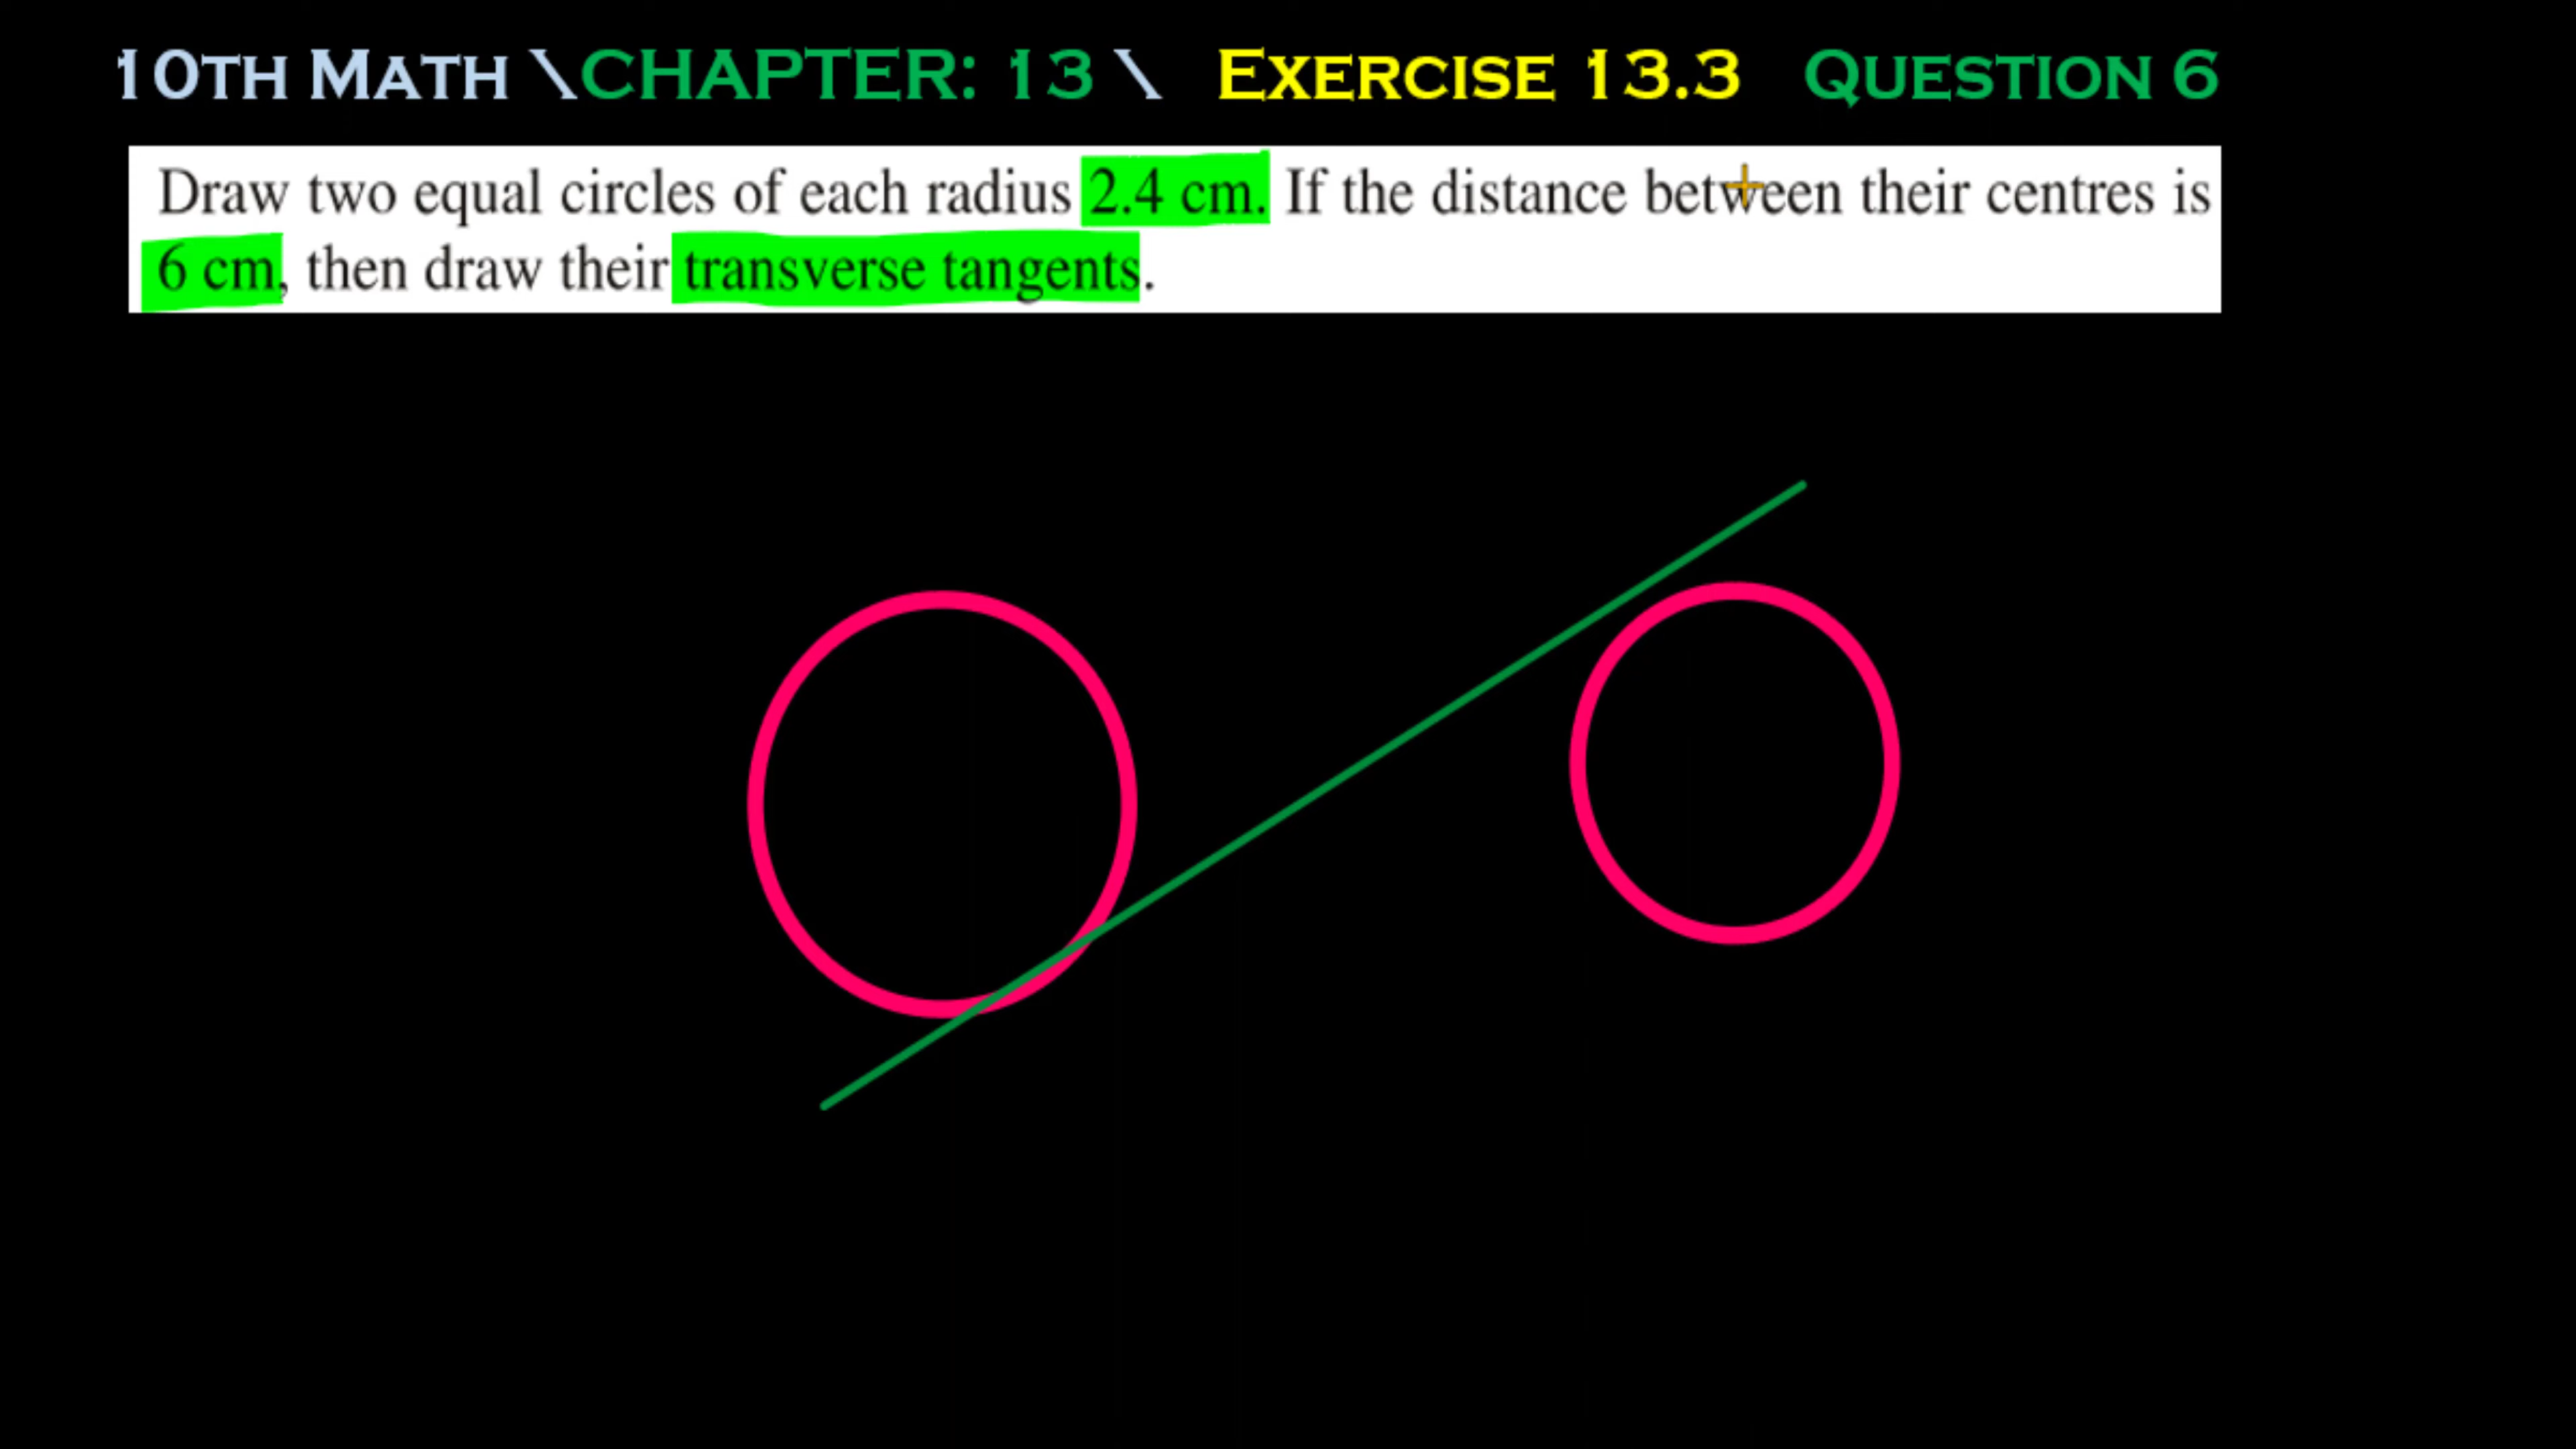 10TH MATH \CHAPTER: 13 \ EXERCISE 13.3 QUESTION 6
Draw two equal circles of each radius 2.4 cm. If the distance between their centres is
6 cm, then draw their transverse tangents.